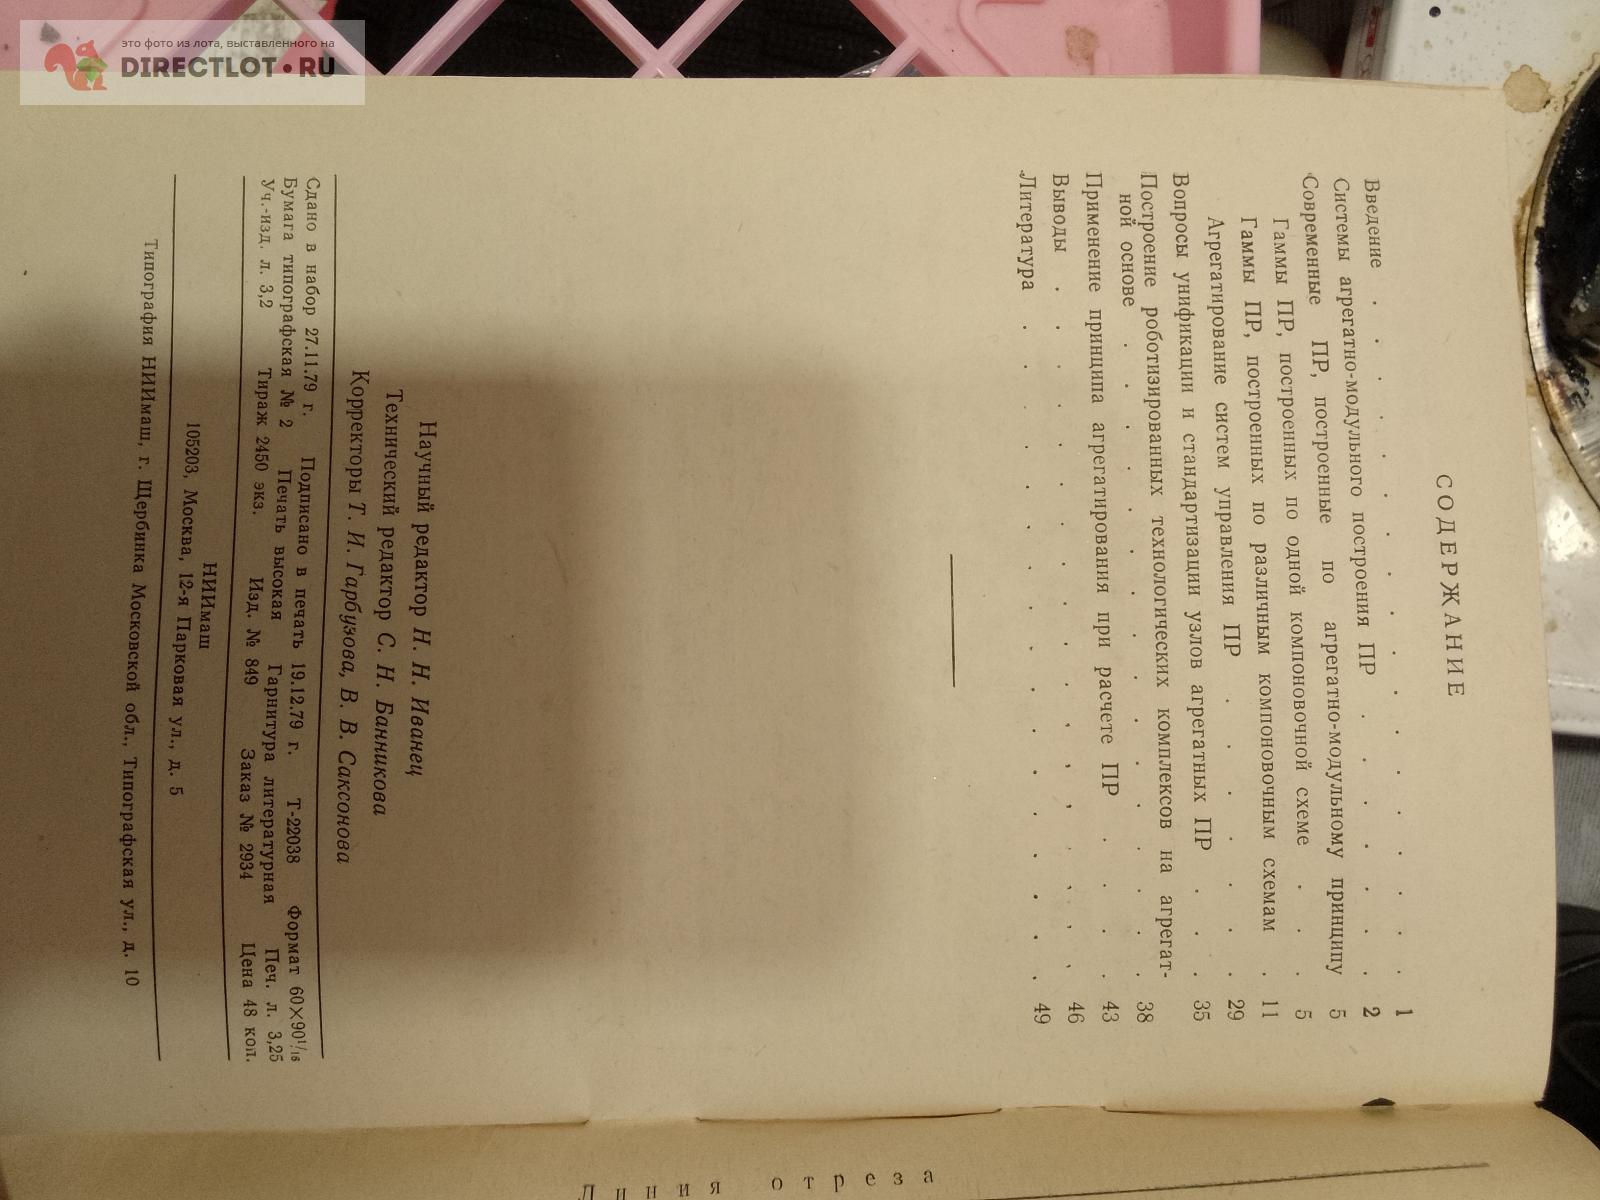 это фото из лота, выставленного на
DIRECTLOT.RU
СОДЕРЖАНИЕ
Введение . . . . . . . . . . . . 1
Системы агрегатно-модульного построения ПР . . . . . 2
Современные ПР, построенные по агрегатно-модульному принципу 5
Гаммы ПР, построенных по одной компоновочной схеме . . . 5
Гаммы ПР, построенных по различным компоновочным схемам . 11
Агрегатирование систем управления ПР . . . . 29
Вопросы унификации и стандартизации узлов агрегатных ПР . . . 35
Построение роботизированных технологических комплексов на агрегат-
ной основе . . . . . . . . . . 38
Применение принципа агрегатирования при расчете ПР . . . 43
Выводы . . . . . . . . . . . 46
Литература . . . . . . . . . . 49
Научный редактор Н. Н. Иванец
Технический редактор С. Н. Банникова
Корректоры Т. И. Гарбузова, В. В. Саксонова
Сдано в набор 27.11.79 г. Подписано в печать 19.12.79 г. Т-22038 Формат 60×90¹/₁₆
Бумага типографская № 2 Печать высокая Гарнитура литературная Печ. л. 3,25
Уч.-изд. л. 3,2 Тираж 2450 экз. Изд. № 849 Заказ № 2934 Цена 48 коп.
НИИмаш
105203, Москва, 12-я Парковая ул., д. 5
Типография НИИмаш, г. Щербинка Московской обл., Типографская ул., д. 10
Линия отреза